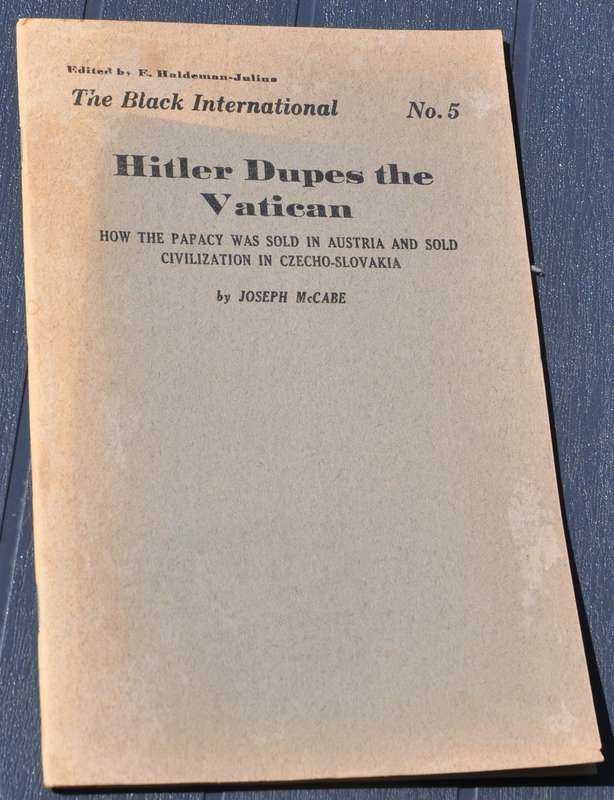 Edited by E. Haldeman-Julius
The Black International No. 5
Hitler Dupes the
Vatican
HOW THE PAPACY WAS SOLD IN AUSTRIA AND SOLD
CIVILIZATION IN CZECHO-SLOVAKIA
by JOSEPH McCABE